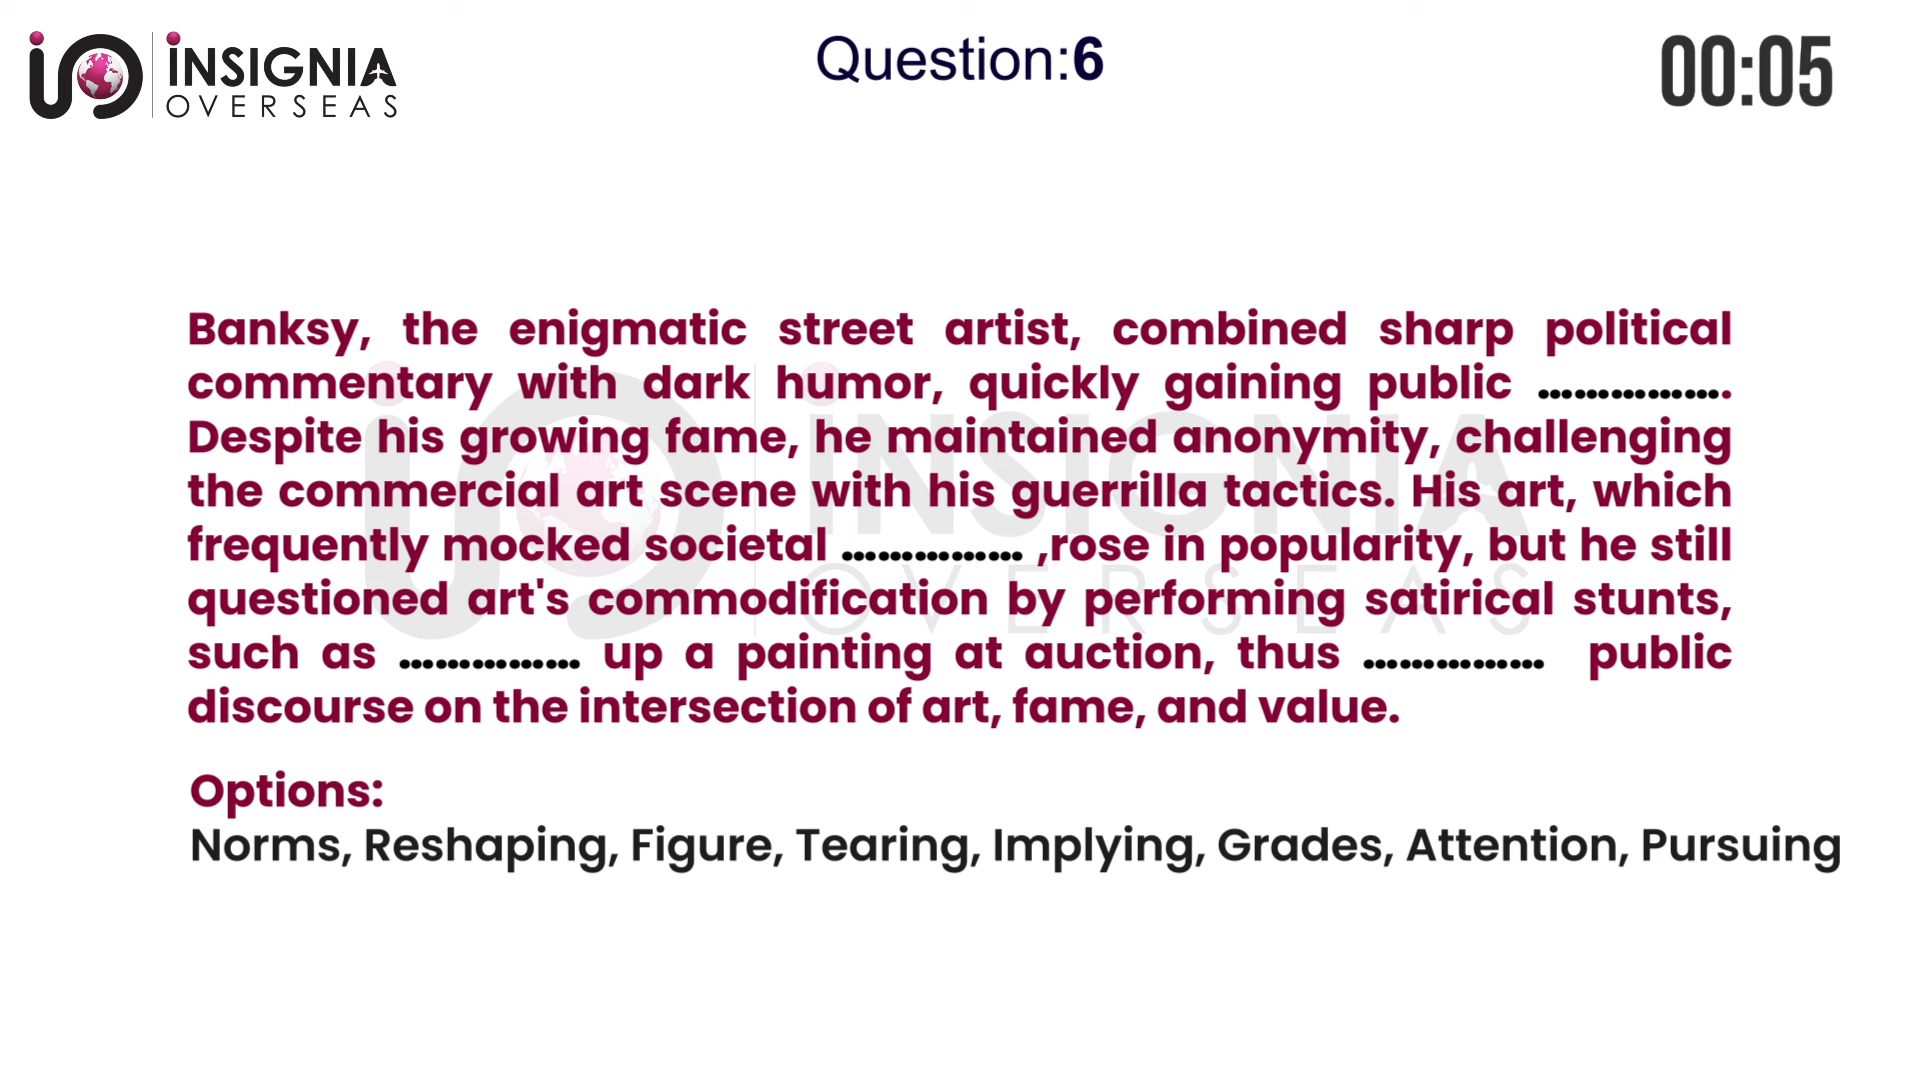 iNSIGNIA
OVERSEAS
Question:6
00:05
Banksy, the enigmatic street artist, combined sharp political
commentary with dark humor, quickly gaining public ...............
Despite his growing fame, he maintained anonymity, challenging
the commercial art scene with his guerrilla tactics. His art, which
frequently mocked societal ............... ,rose in popularity, but he still
questioned art's commodification by performing satirical stunts,
such as ............... up a painting at auction, thus ............... public
discourse on the intersection of art, fame, and value.
Options:
Norms, Reshaping, Figure, Tearing, Implying, Grades, Attention, Pursuing
iNSIGNIA
OVERSEAS